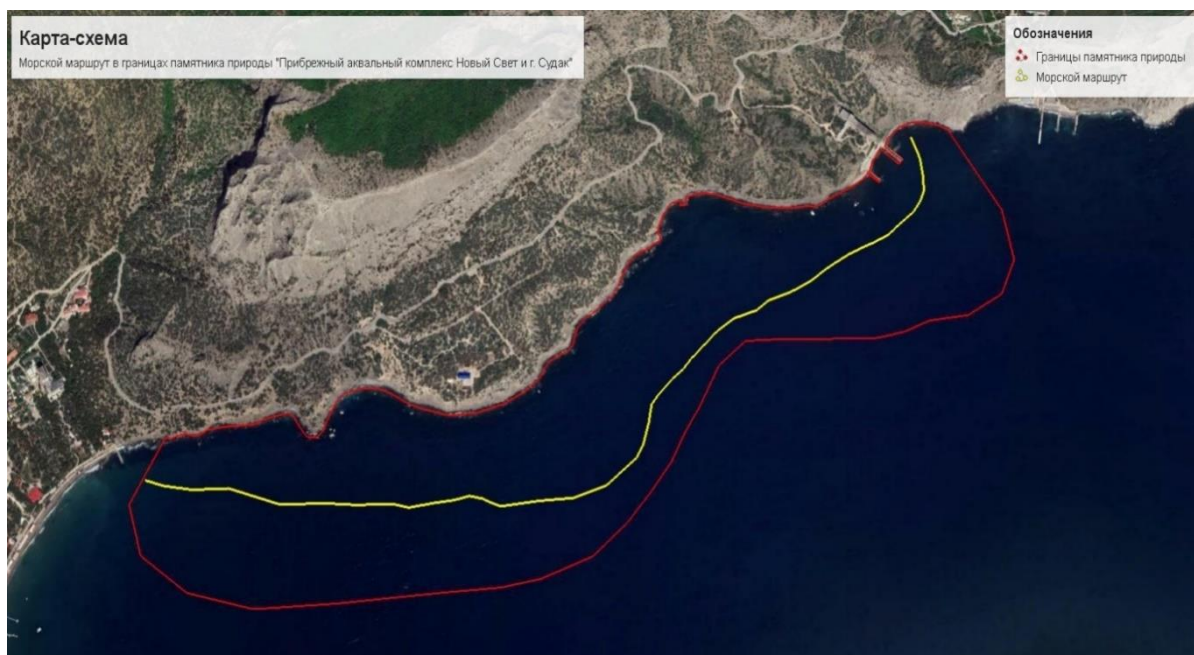 Карта-схема
Морской маршрут в границах памятника природы "Прибрежный аквальный комплекс Новый Свет и г. Судак"
Обозначения
Границы памятника природы
Морской маршрут